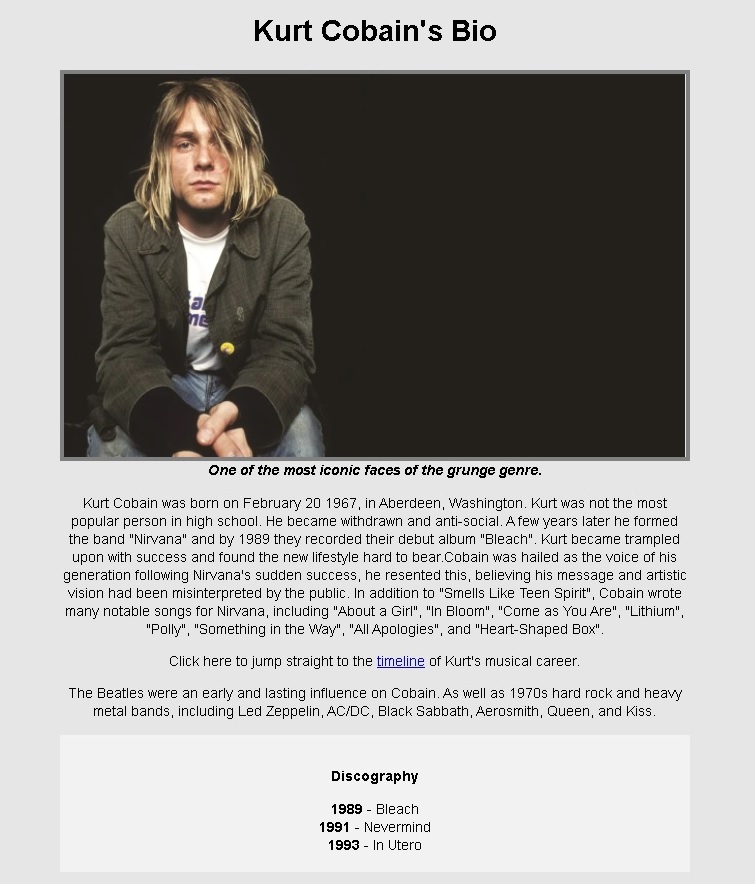 Kurt Cobain's Bio
One of the most iconic faces of the grunge genre.
Kurt Cobain was born on February 20 1967, in Aberdeen, Washington. Kurt was not the most
popular person in high school. He became withdrawn and anti-social. A few years later he formed
the band "Nirvana" and by 1989 they recorded their debut album "Bleach". Kurt became trampled
upon with success and found the new lifestyle hard to bear.Cobain was hailed as the voice of his
generation following Nirvana's sudden success, he resented this, believing his message and artistic
vision had been misinterpreted by the public. In addition to "Smells Like Teen Spirit", Cobain wrote
many notable songs for Nirvana, including "About a Girl", "In Bloom", "Come as You Are", "Lithium",
"Polly", "Something in the Way", "All Apologies", and "Heart-Shaped Box".
Click here to jump straight to the timeline of Kurt's musical career.
The Beatles were an early and lasting influence on Cobain. As well as 1970s hard rock and heavy
metal bands, including Led Zeppelin, AC/DC, Black Sabbath, Aerosmith, Queen, and Kiss.
Discography
1989 - Bleach
1991 - Nevermind
1993 - In Utero